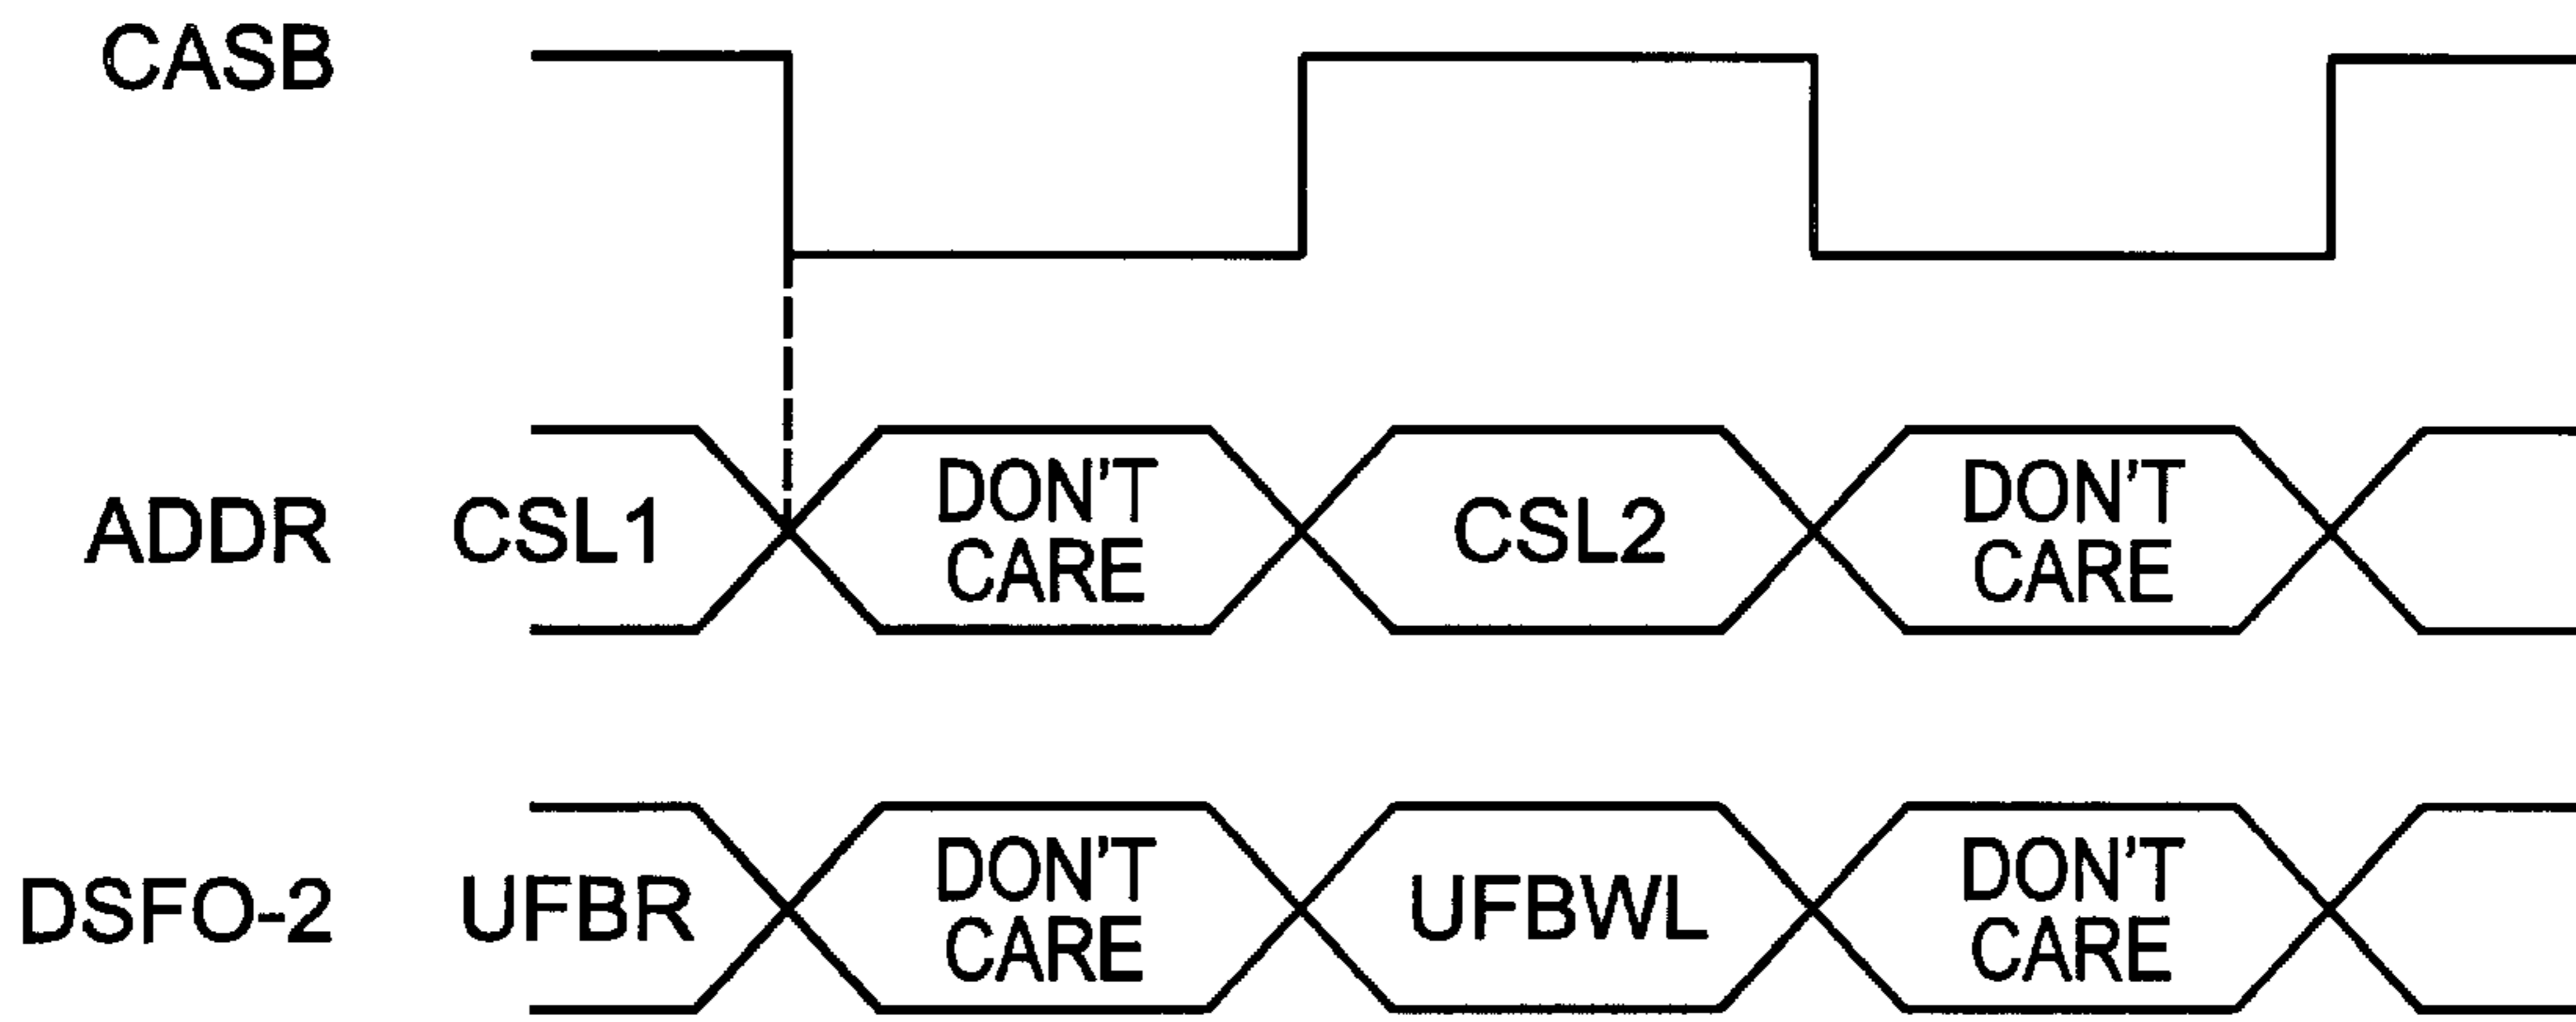 CASB
ADDR CSL1 DON'T CARE CSL2 DON'T CARE
DSFO-2 UFBR DON'T CARE UFBWL DON'T CARE